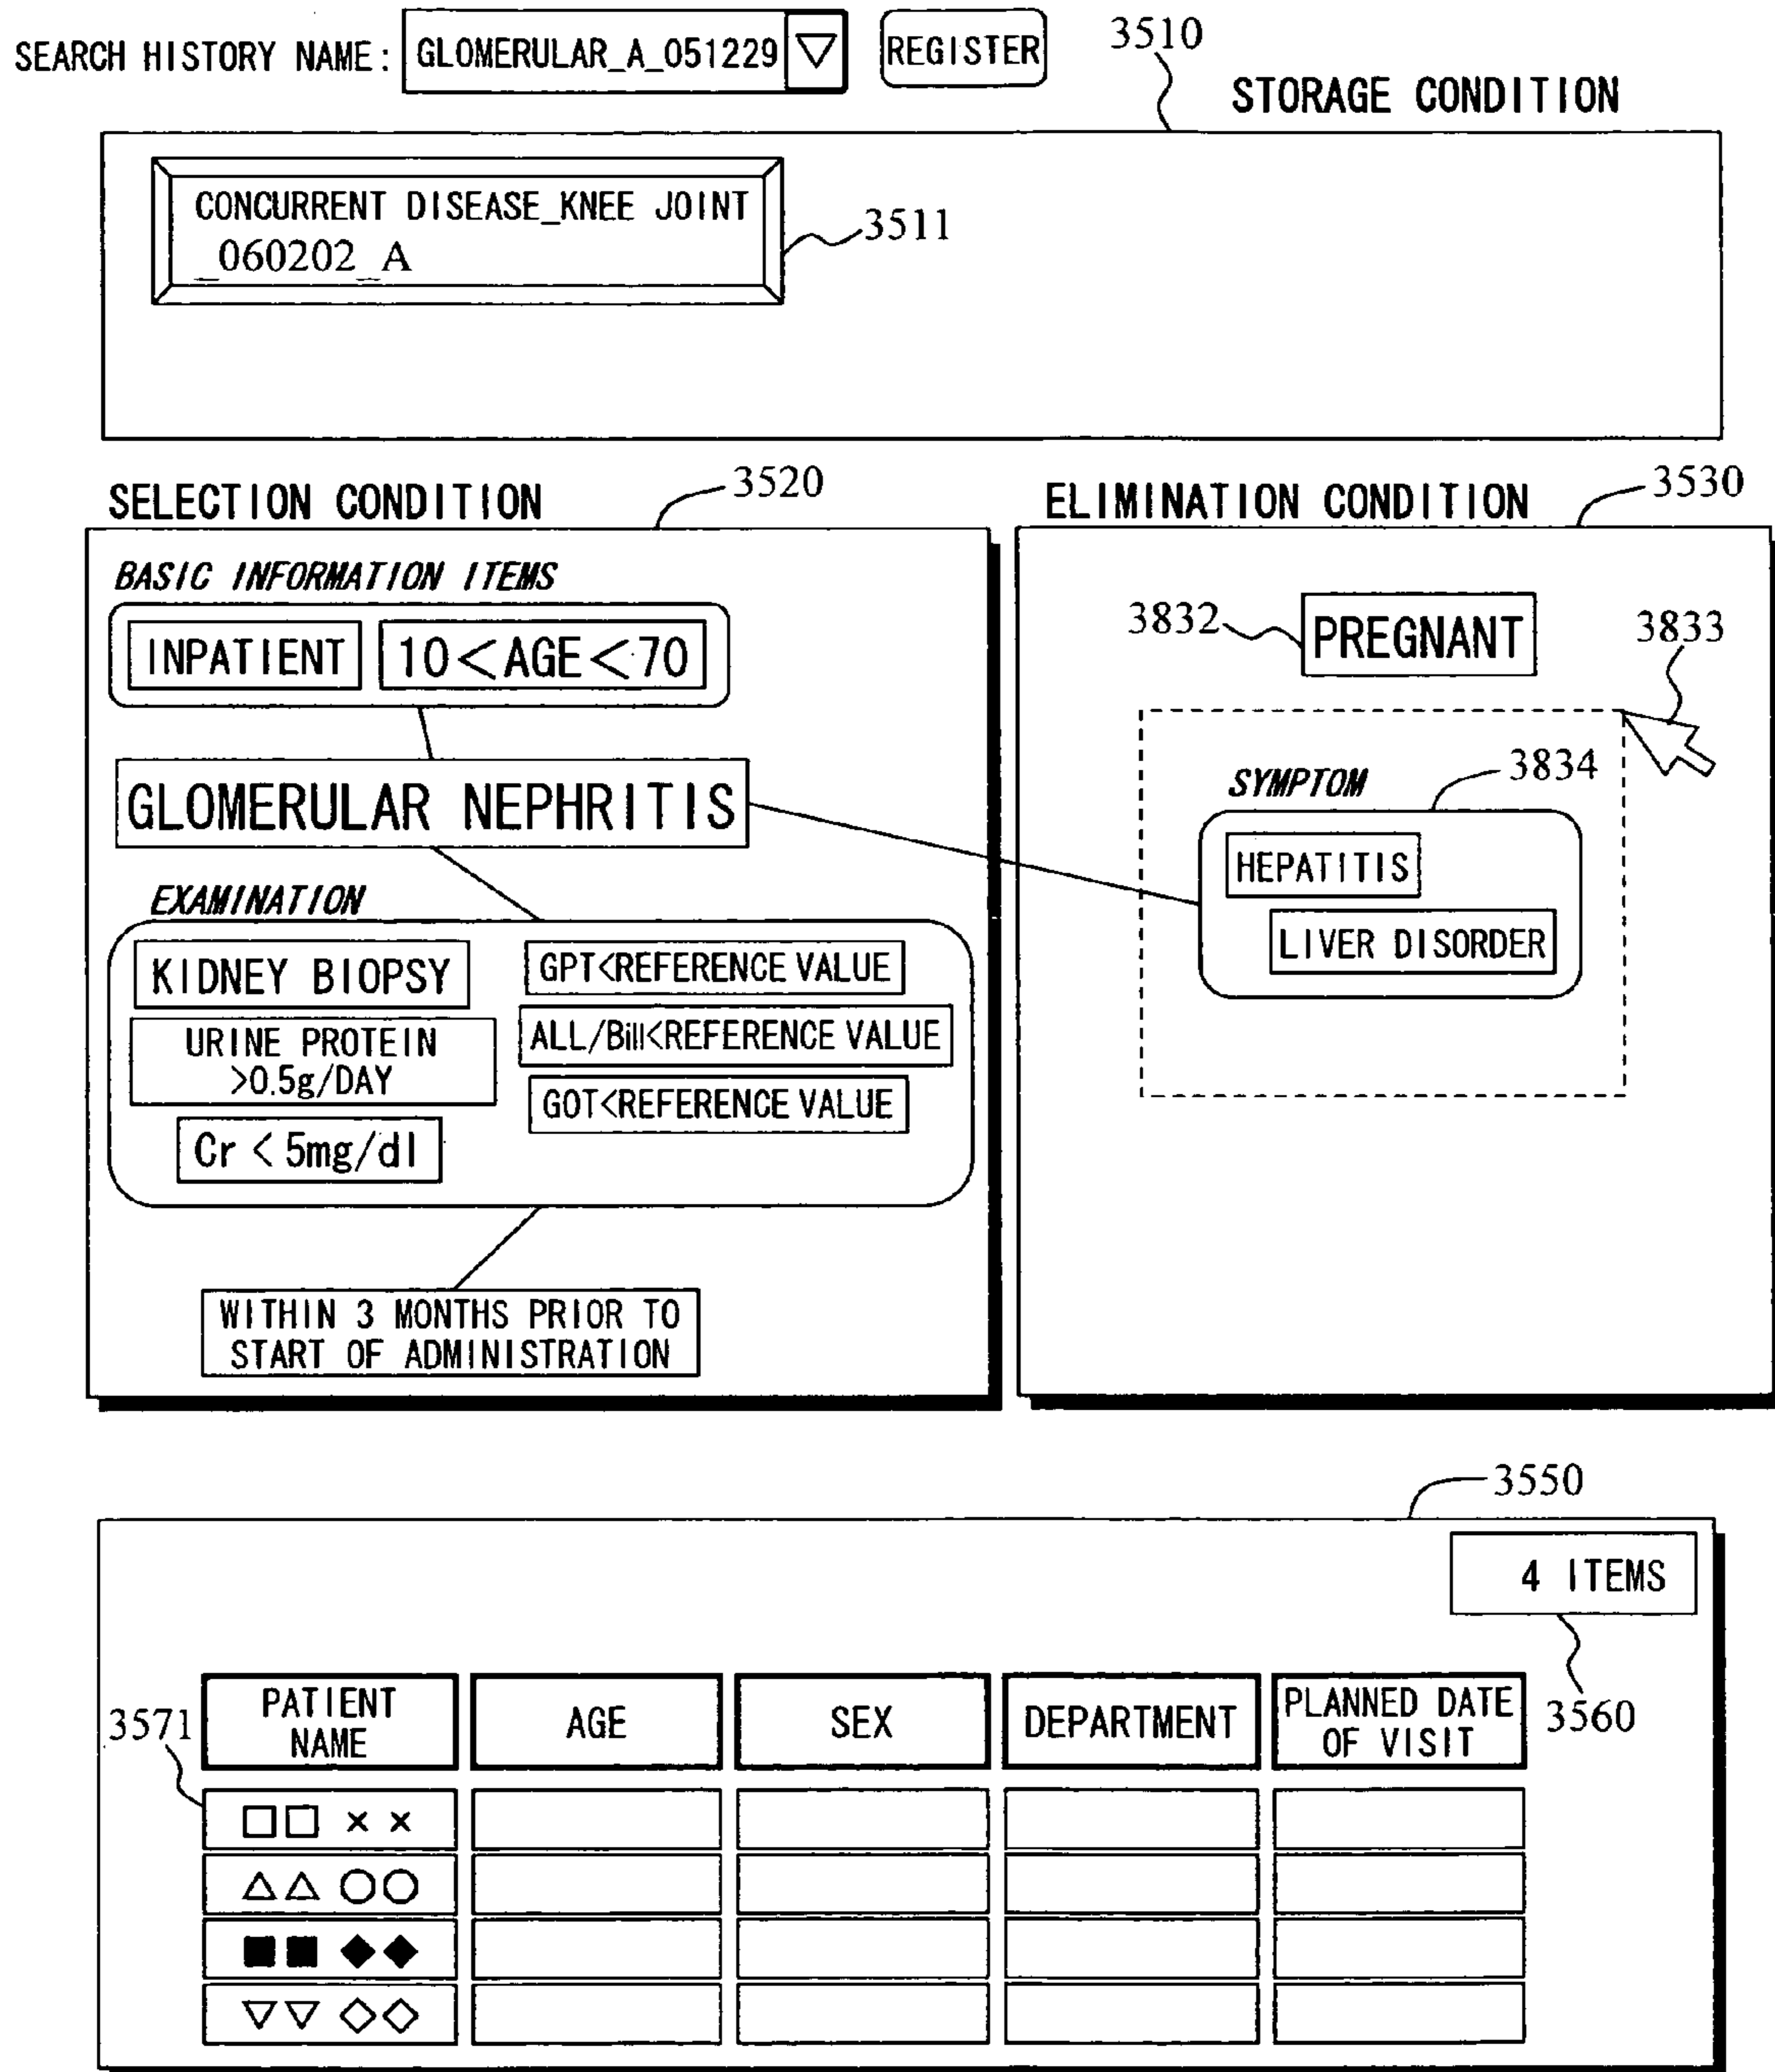 SEARCH HISTORY NAME: GLOMERULAR_A_051229 ▽ REGISTER
3510
STORAGE CONDITION
CONCURRENT DISEASE_KNEE JOINT
_060202_A
3511
SELECTION CONDITION
3520
BASIC INFORMATION ITEMS
INPATIENT
10<AGE<70
GLOMERULAR NEPHRITIS
EXAMINATION
KIDNEY BIOPSY
URINE PROTEIN
>0.5g/DAY
Cr<5mg/dl
GPT<REFERENCE VALUE
ALL/Bill<REFERENCE VALUE
GOT<REFERENCE VALUE
WITHIN 3 MONTHS PRIOR TO
START OF ADMINISTRATION
ELIMINATION CONDITION
3530
3832
PREGNANT
3833
SYMPTOM
3834
HEPATITIS
LIVER DISORDER
3550
4 ITEMS
3560
3571
PATIENT
NAME
AGE
SEX
DEPARTMENT
PLANNED DATE
OF VISIT
□□ ××
△△ ○○
■■ ◆◆
▽▽ ◇◇